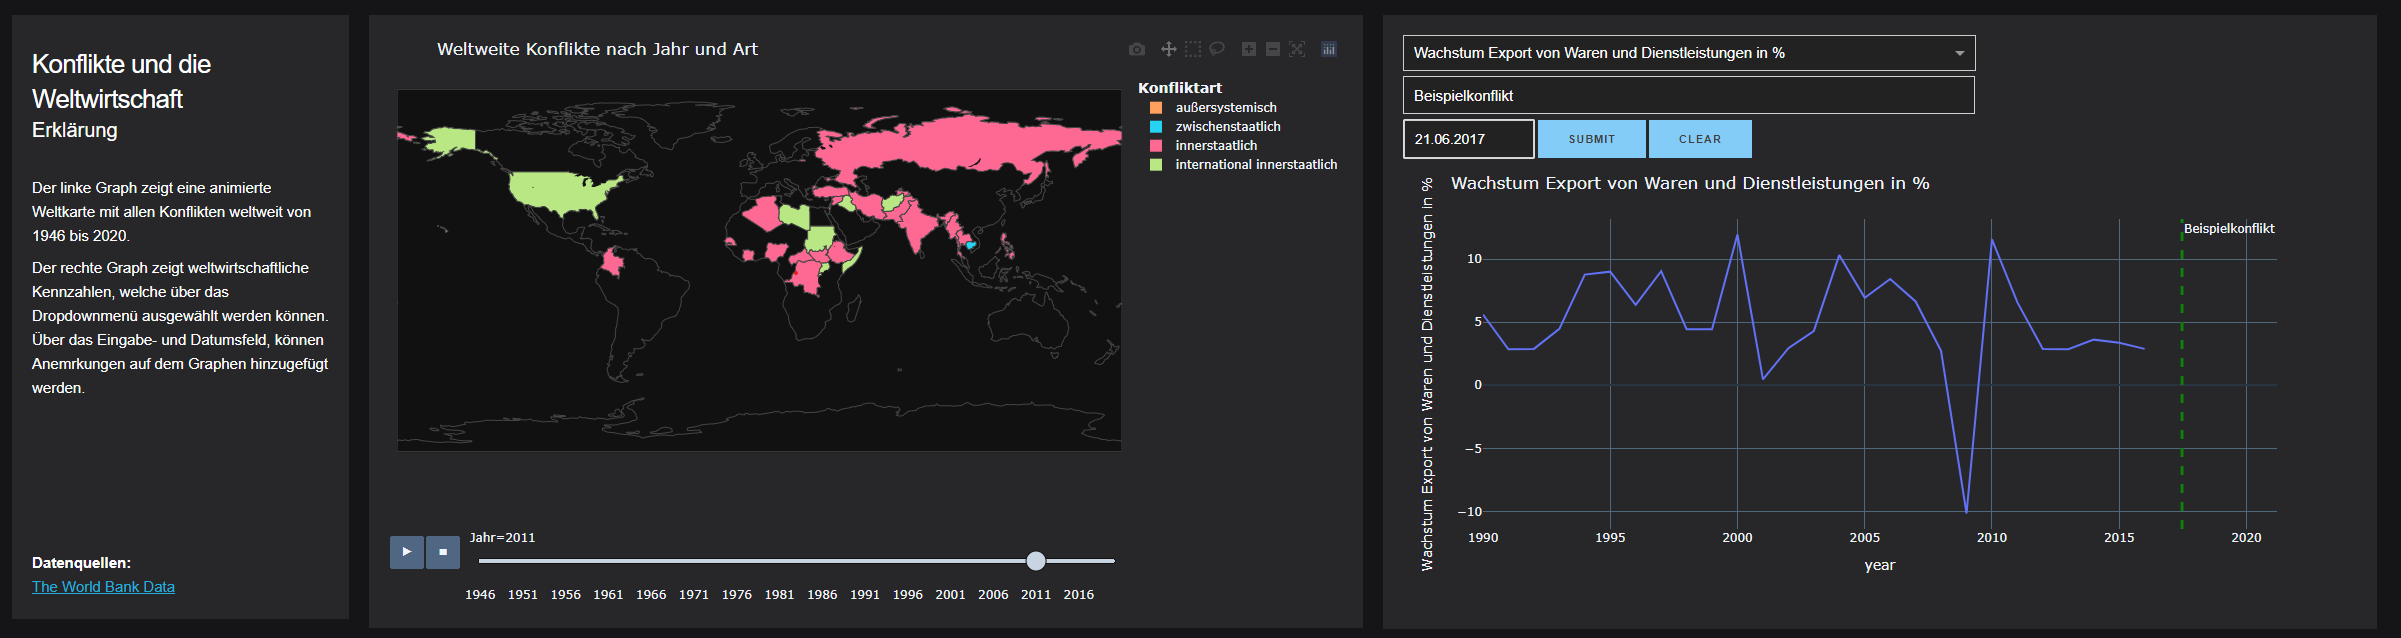 Konflikte und die
Weltwirtschaft
Erklärung
Der linke Graph zeigt eine animierte
Weltkarte mit allen Konflikten weltweit von
1946 bis 2020.
Der rechte Graph zeigt weltwirtschaftliche
Kennzahlen, welche über das
Dropdownmenü ausgewählt werden können.
Über das Eingabe- und Datumsfeld, können
Anemrkungen auf dem Graphen hinzugefügt
werden.
Datenquellen:
The World Bank Data
Weltweite Konflikte nach Jahr und Art
Konfliktart
außersystemisch
zwischenstaatlich
innerstaatlich
international innerstaatlich
Jahr=2011
1946 1951 1956 1961 1966 1971 1976 1981 1986 1991 1996 2001 2006 2011 2016
Wachstum Export von Waren und Dienstleistungen in %
Beispielkonflikt
21.06.2017 SUBMIT CLEAR
Wachstum Export von Waren und Dienstleistungen in %
Wachstum Export von Waren und Dienstleistungen in %
Beispielkonflikt
10
5
0
−5
−10
1990 1995 2000 2005 2010 2015 2020
year